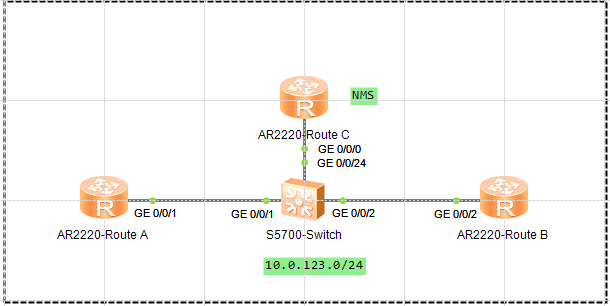 NMS
R
AR2220-Route C
GE 0/0/0
GE 0/0/24
R
R
GE 0/0/1
GE 0/0/1
GE 0/0/2
GE 0/0/2
AR2220-Route A
S5700-Switch
AR2220-Route B
10.0.123.0/24